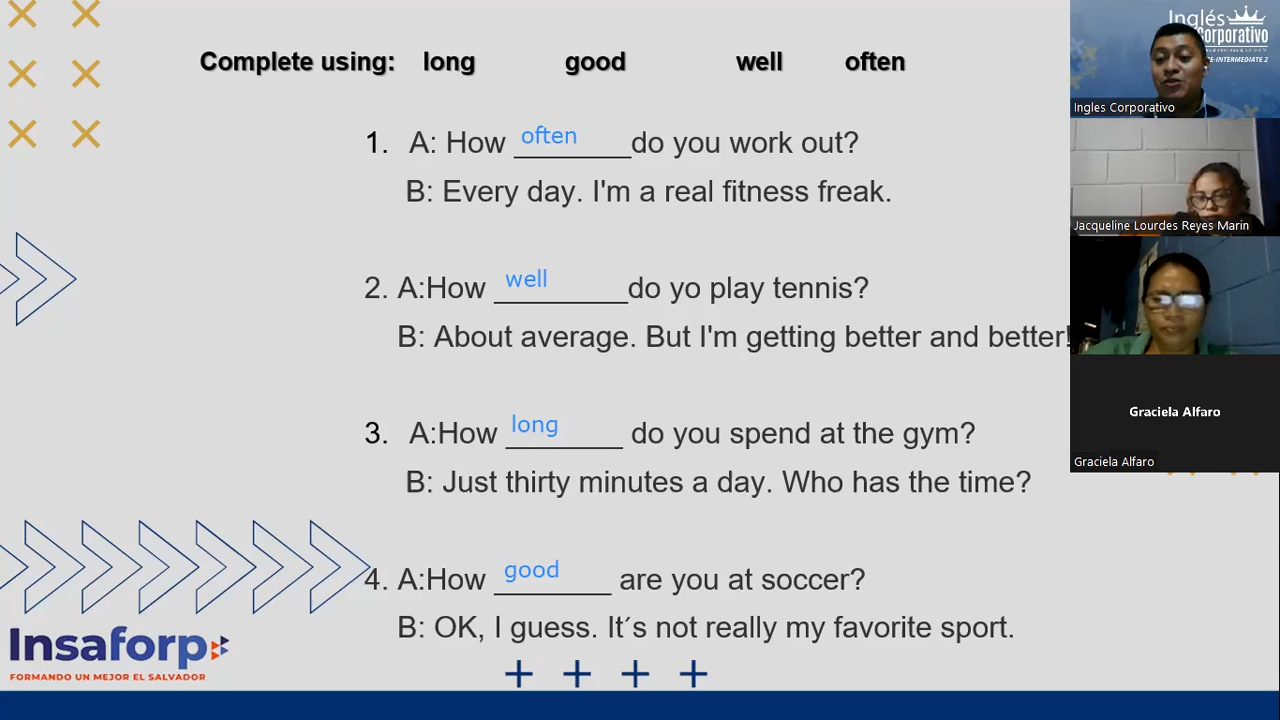 Complete using: long good well often
1. A: How often do you work out?
B: Every day. I'm a real fitness freak.
2. A:How well do yo play tennis?
B: About average. But I'm getting better and better!
3. A:How long do you spend at the gym?
B: Just thirty minutes a day. Who has the time?
4. A:How good are you at soccer?
B: OK, I guess. It´s not really my favorite sport.
Insaforp
FORMANDO UN MEJOR EL SALVADOR
Inglés
Corporativo
Ingles Corporativo
Jacqueline Lourdes Reyes Marin
Graciela Alfaro
Graciela Alfaro